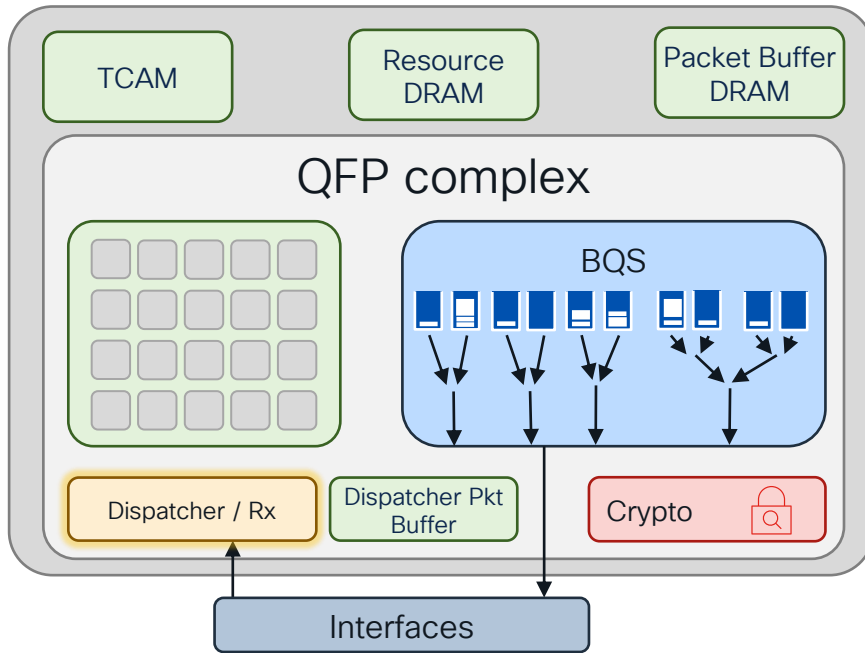 TCAM
Resource
DRAM
Packet Buffer
DRAM
QFP complex
BQS
Dispatcher / Rx
Dispatcher Pkt
Buffer
Crypto
Interfaces